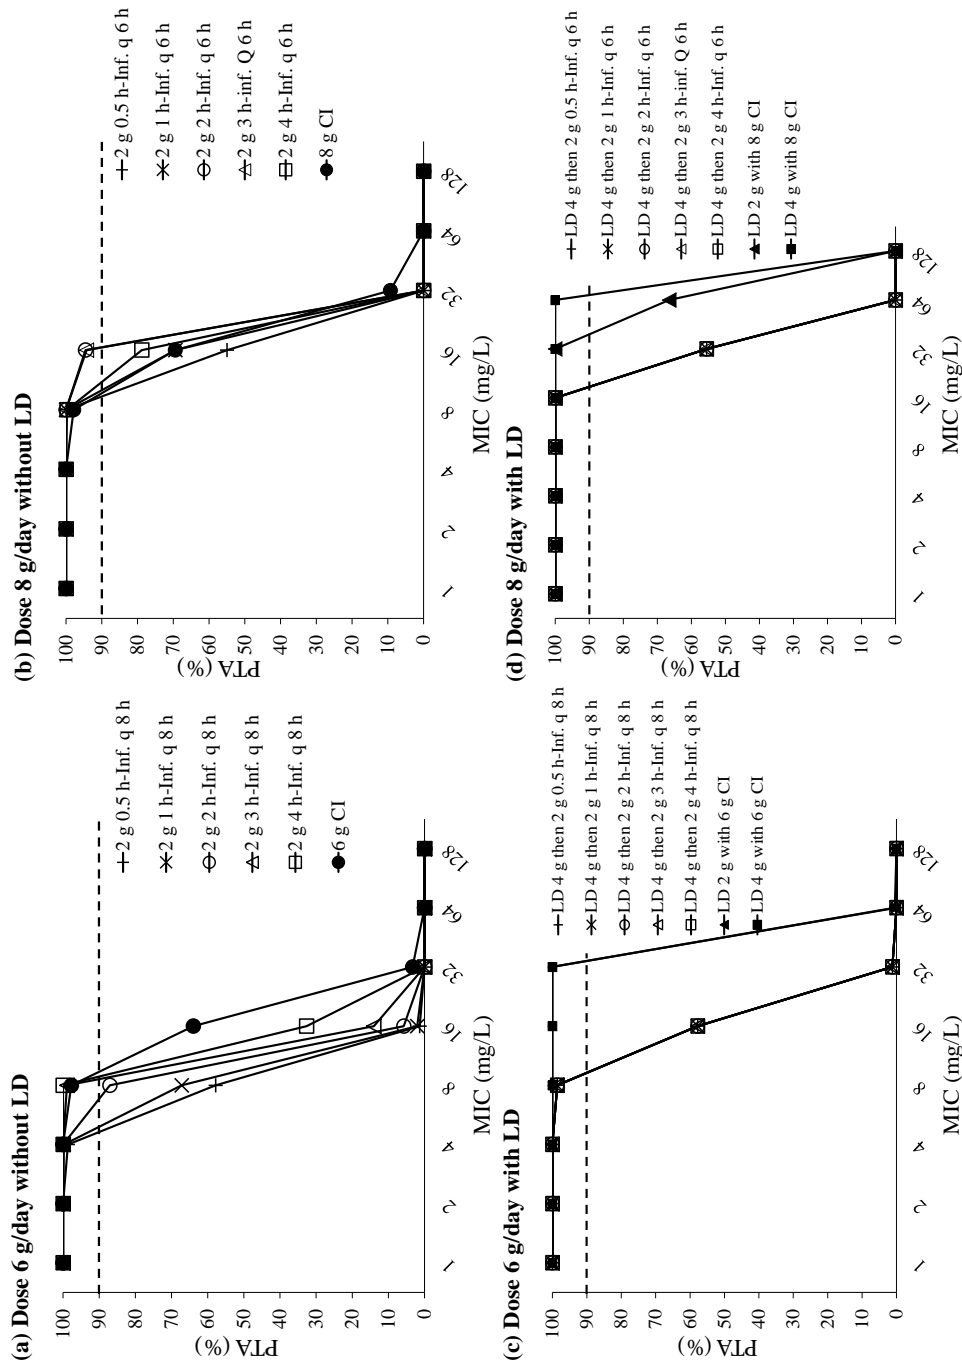 (a) Dose 6 g/day without LD
PTA (%)
100
90
80
70
60
50
40
30
20
10
0
1
2
4
8
16
32
64
128
MIC (mg/L)
2 g 0.5 h-Inf. q 8 h
2 g 1 h-Inf. q 8 h
2 g 2 h-Inf. q 8 h
2 g 3 h-Inf. q 8 h
2 g 4 h-Inf. q 8 h
6 g CI
(b) Dose 8 g/day without LD
PTA (%)
100
90
80
70
60
50
40
30
20
10
0
1
2
4
8
16
32
64
128
MIC (mg/L)
2 g 0.5 h-Inf. q 6 h
2 g 1 h-Inf. q 6 h
2 g 2 h-Inf. q 6 h
2 g 3 h-inf. Q 6 h
2 g 4 h-Inf. q 6 h
8 g CI
(c) Dose 6 g/day with LD
PTA (%)
100
90
80
70
60
50
40
30
20
10
0
1
2
4
8
16
32
64
128
MIC (mg/L)
LD 4 g then 2 g 0.5 h-Inf. q 8 h
LD 4 g then 2 g 1 h-Inf. q 8 h
LD 4 g then 2 g 2 h-Inf. q 8 h
LD 4 g then 2 g 3 h-Inf. q 8 h
LD 4 g then 2 g 4 h-Inf. q 8 h
LD 2 g with 6 g CI
LD 4 g with 6 g CI
(d) Dose 8 g/day with LD
PTA (%)
100
90
80
70
60
50
40
30
20
10
0
1
2
4
8
16
32
64
128
MIC (mg/L)
LD 4 g then 2 g 0.5 h-Inf. q 6 h
LD 4 g then 2 g 1 h-Inf. q 6 h
LD 4 g then 2 g 2 h-Inf. q 6 h
LD 4 g then 2 g 3 h-inf. Q 6 h
LD 4 g then 2 g 4 h-Inf. q 6 h
LD 2 g with 8 g CI
LD 4 g with 8 g CI